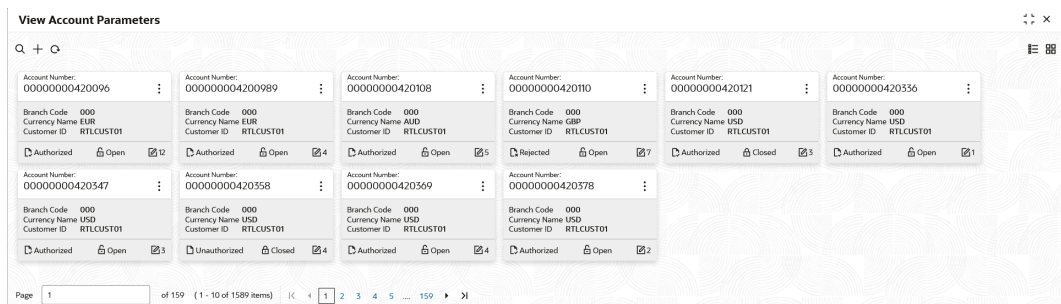 View Account Parameters
Account Number: Account Number: Account Number: Account Number: Account Number: Account Number:
00000000420096 000000004200989 00000000420108 00000000420110 00000000420121 00000000420336
Branch Code 000 Branch Code 000 Branch Code 000 Branch Code 000 Branch Code 000 Branch Code 000
Currency Name EUR Currency Name EUR Currency Name AUD Currency Name GBP Currency Name USD Currency Name USD
Customer ID RTLCUST01 Customer ID RTLCUST01 Customer ID RTLCUST01 Customer ID RTLCUST01 Customer ID RTLCUST01 Customer ID RTLCUST01
Authorized Open 12 Authorized Open 4 Authorized Open 5 Rejected Open 7 Authorized Closed 3 Authorized Open 1
Account Number: Account Number: Account Number: Account Number:
00000000420347 00000000420358 00000000420369 00000000420378
Branch Code 000 Branch Code 000 Branch Code 000 Branch Code 000
Currency Name USD Currency Name USD Currency Name USD Currency Name USD
Customer ID RTLCUST01 Customer ID RTLCUST01 Customer ID RTLCUST01 Customer ID RTLCUST01
Authorized Open 3 Unauthorized Closed 4 Authorized Open 4 Authorized Open 2
Page 1 of 159 (1 - 10 of 1589 items) 1 2 3 4 5 .... 159